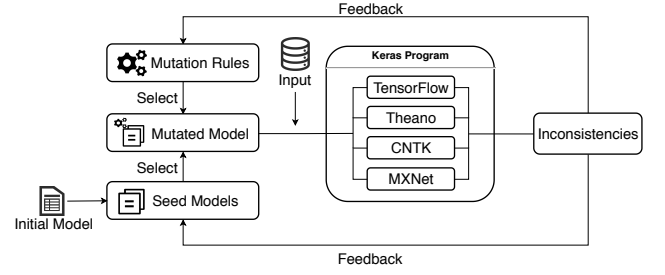 Feedback
Keras Program
Mutation Rules
Input
TensorFlow
Select
Theano
Mutated Model
Inconsistencies
CNTK
Select
MXNet
Seed Models
Initial Model
Feedback